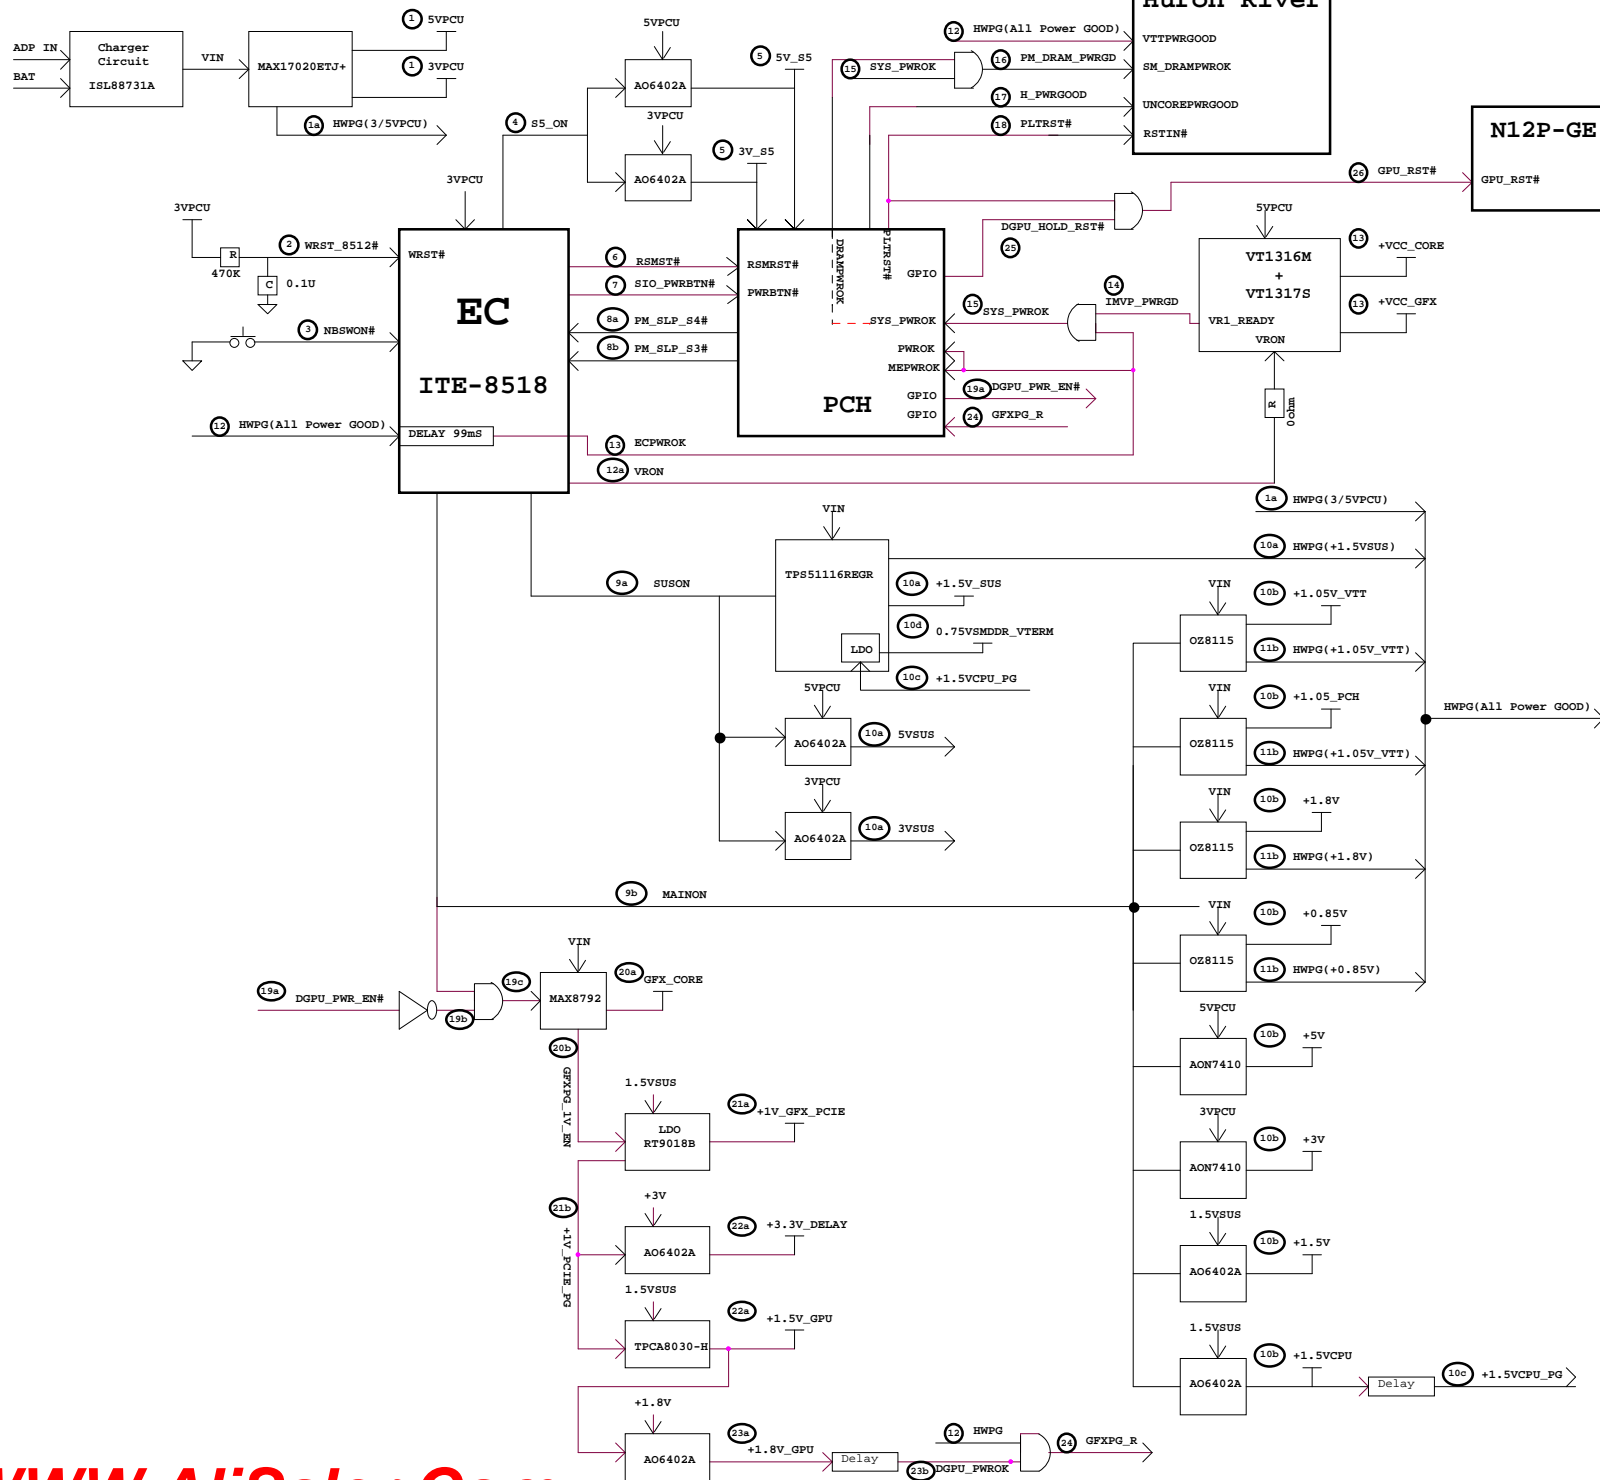 Huron River
12 HWPG(All Power GOOD)
VTTPWRGOOD
15 SYS_PWROK
16 PM_DRAM_PWRGD
SM_DRAMPWROK
17 H_PWRGOOD
UNCOREPWRGOOD
18 PLTRST#
RSTIN#
ADP IN
BAT
Charger
Circuit
ISL88731A
VIN
MAX17020ETJ+
1 5VPCU
1 3VPCU
1a HWPG(3/5VPCU)
5VPCU
AO6402A
5 5V_S5
4 S5_ON
3VPCU
AO6402A
5 3V_S5
N12P-GE
26 GPU_RST#
GPU_RST#
3VPCU
R
470K
2 WRST_8512#
C 0.1U
3 NBSWON#
12 HWPG(All Power GOOD)
3VPCU
WRST#
EC
ITE-8518
DELAY 99mS
6 RSMST#
7 SIO_PWRBTN#
8a PM_SLP_S4#
8b PM_SLP_S3#
13 ECPWROK
12a VRON
RSMRST#
PWRBTN#
DRAMPWROK
PLTRST#
GPIO
SYS_PWROK
PWROK
MEPWROK
GPIO
GPIO
PCH
DGPU_HOLD_RST#
25
15 SYS_PWROK
14
IMVP_PWRGD
19a DGPU_PWR_EN#
24 GFXPG_R
5VPCU
VT1316M
+
VT1317S
VR1_READY
VRON
13 +VCC_CORE
13 +VCC_GFX
R
0ohm
1a HWPG(3/5VPCU)
10a HWPG(+1.5VSUS)
VIN
TPS51116REGR
LDO
9a SUSON
10a +1.5V_SUS
10d 0.75VSMDDR_VTERM
10c +1.5VCPU_PG
5VPCU
AO6402A
10a 5VSUS
3VPCU
AO6402A
10a 3VSUS
9b MAINON
VIN
OZ8115
10b +1.05V_VTT
11b HWPG(+1.05V_VTT)
VIN
OZ8115
10b +1.05_PCH
11b HWPG(+1.05V_VTT)
HWPG(All Power GOOD)
VIN
OZ8115
10b +1.8V
11b HWPG(+1.8V)
VIN
OZ8115
10b +0.85V
11b HWPG(+0.85V)
5VPCU
AON7410
10b +5V
3VPCU
AON7410
10b +3V
1.5VSUS
AO6402A
10b +1.5V
1.5VSUS
AO6402A
10b +1.5VCPU
Delay
10c +1.5VCPU_PG
19a DGPU_PWR_EN#
19b
19c
VIN
MAX8792
20a GFX_CORE
20b
GFXPG_1V_EN
1.5VSUS
LDO
RT9018B
21a +1V_GFX_PCIE
21b
+1V_PCIE_PG
+3V
AO6402A
22a +3.3V_DELAY
1.5VSUS
TPCA8030-H
22a +1.5V_GPU
+1.8V
AO6402A
23a
+1.8V_GPU
Delay
23b DGPU_PWROK
12 HWPG
24 GFXPG_R